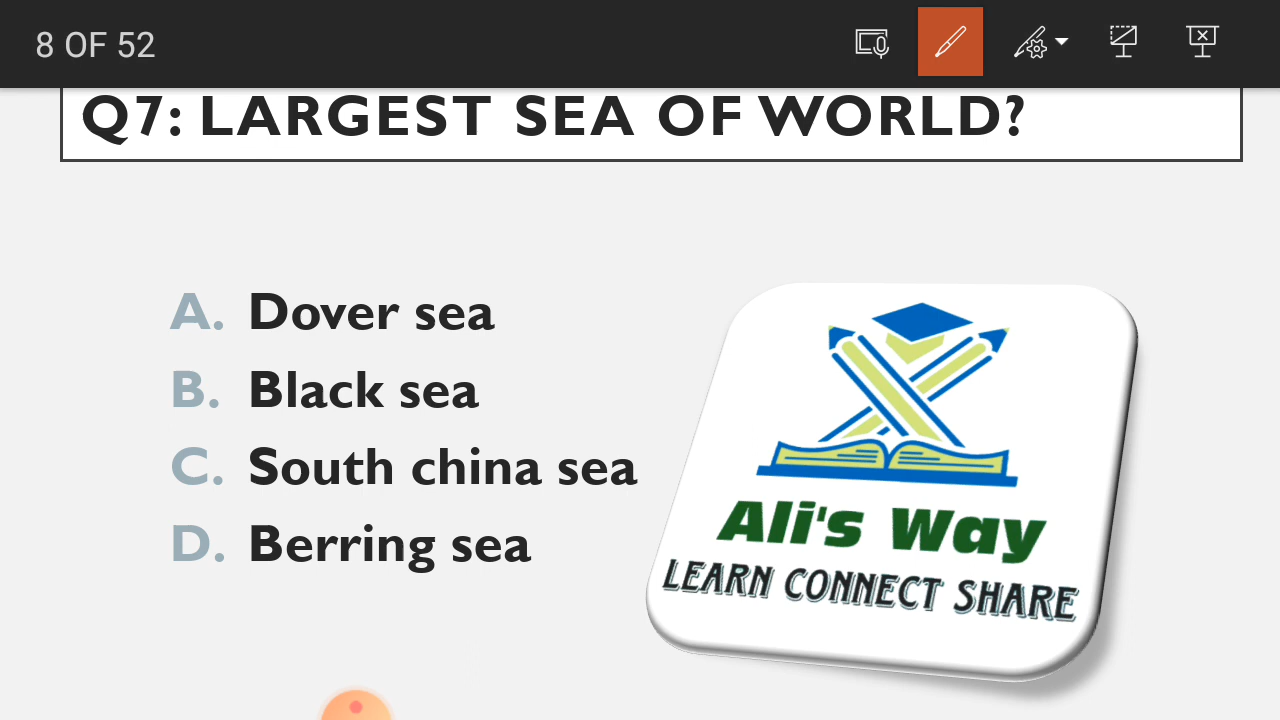 8 OF 52
Q7: LARGEST SEA OF WORLD?
A. Dover sea
B. Black sea
C. South china sea
D. Berring sea
Ali's Way
LEARN CONNECT SHARE